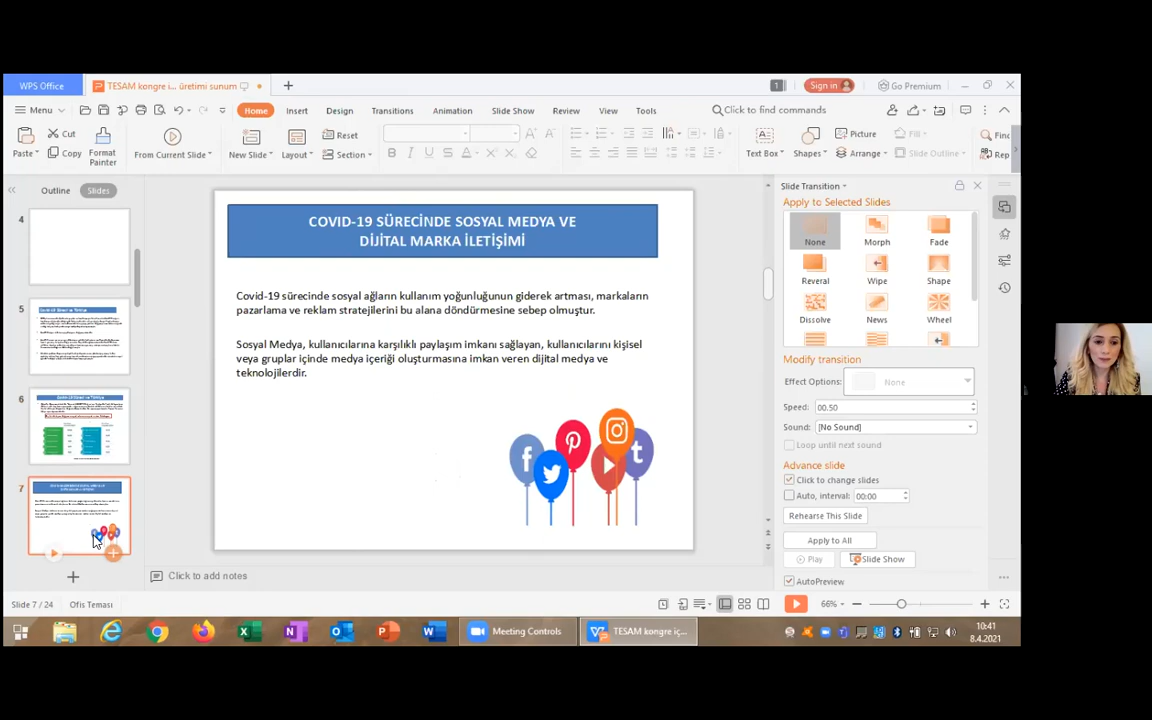 WPS Office
TESAM kongre i... üretimi sunum
1
Sign in
Go Premium
Menu
Home
Insert
Design
Transitions
Animation
Slide Show
Review
View
Tools
Click to find commands
Paste
Cut
Copy
Format
Painter
From Current Slide
New Slide
Layout
Reset
Section
B I U S A
Text Box
Shapes
Picture
Arrange
Fill
Slide Outline
Outline
Slides
4
5
6
7
COVID-19 SÜRECİNDE SOSYAL MEDYA VE
DİJİTAL MARKA İLETİŞİMİ
Covid-19 sürecinde sosyal ağların kullanım yoğunluğunun giderek artması, markaların
pazarlama ve reklam stratejilerini bu alana döndürmesine sebep olmuştur.
Sosyal Medya, kullanıcılarına karşılıklı paylaşım imkanı sağlayan, kullanıcılarını kişisel
veya gruplar içinde medya içeriği oluşturmasına imkan veren dijital medya ve
teknolojilerdir.
Slide Transition
Apply to Selected Slides
None
Morph
Fade
Reveral
Wipe
Shape
Dissolve
News
Wheel
Modify transition
Effect Options:
None
Speed:
00.50
Sound:
[No Sound]
Loop until next sound
Advance slide
Click to change slides
Auto, interval:
00:00
Rehearse This Slide
Apply to All
Play
Slide Show
AutoPreview
Click to add notes
Slide 7 / 24
Ofis Teması
66%
Meeting Controls
TESAM kongre iç...
10:41
8.4.2021